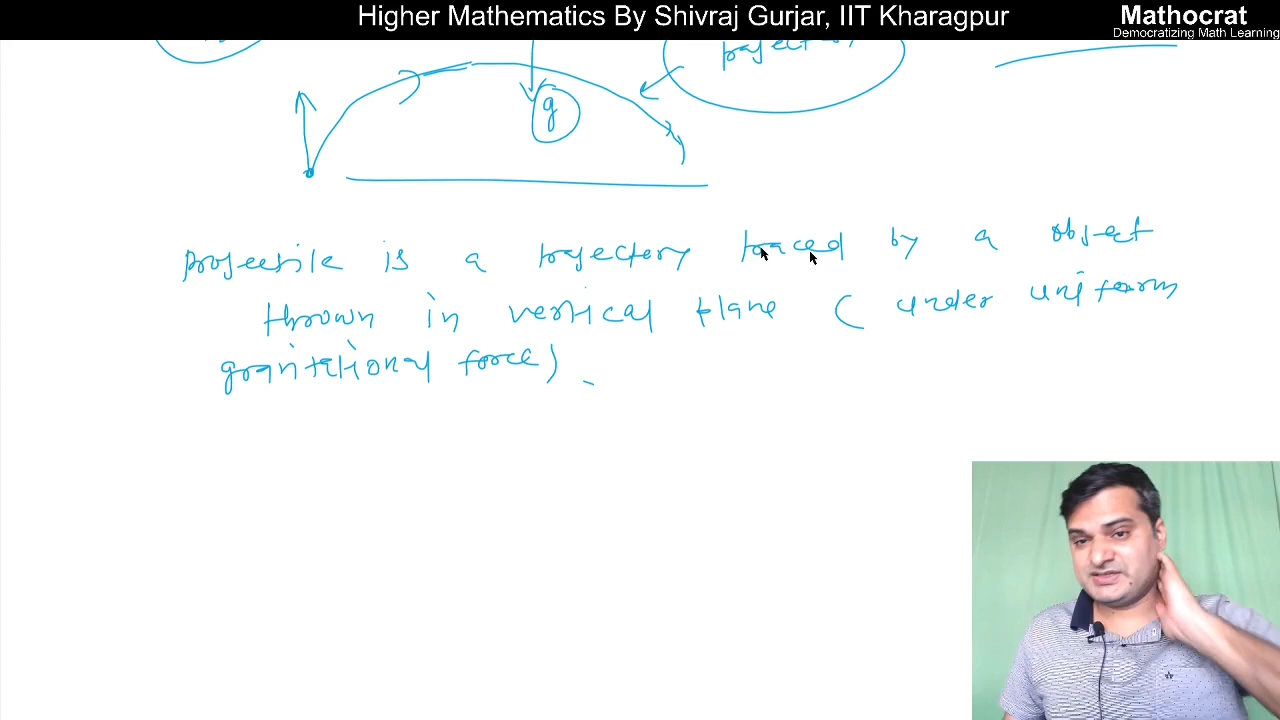 Higher Mathematics By Shivraj Gurjar, IIT Kharagpur
Mathocrat
Democratizing Math Learning
g
projectile is a trajectory traced by a object
thrown in vertical plane ( under uniform
gravitational force)